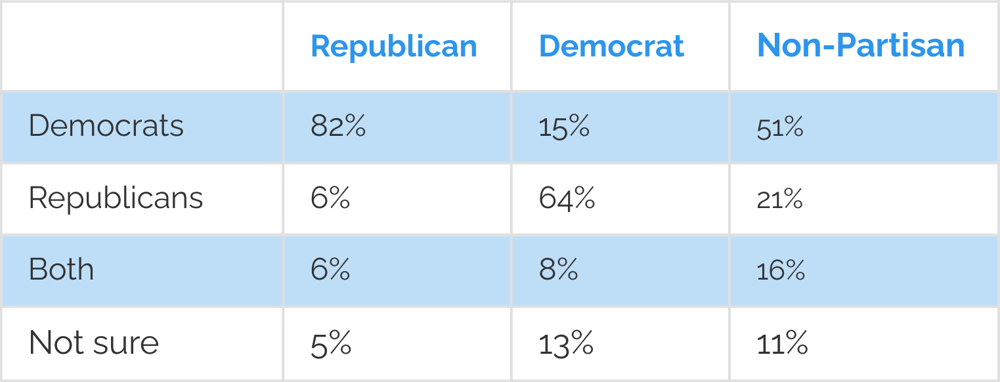 Republican Democrat Non-Partisan
Democrats 82% 15% 51%
Republicans 6% 64% 21%
Both 6% 8% 16%
Not sure 5% 13% 11%